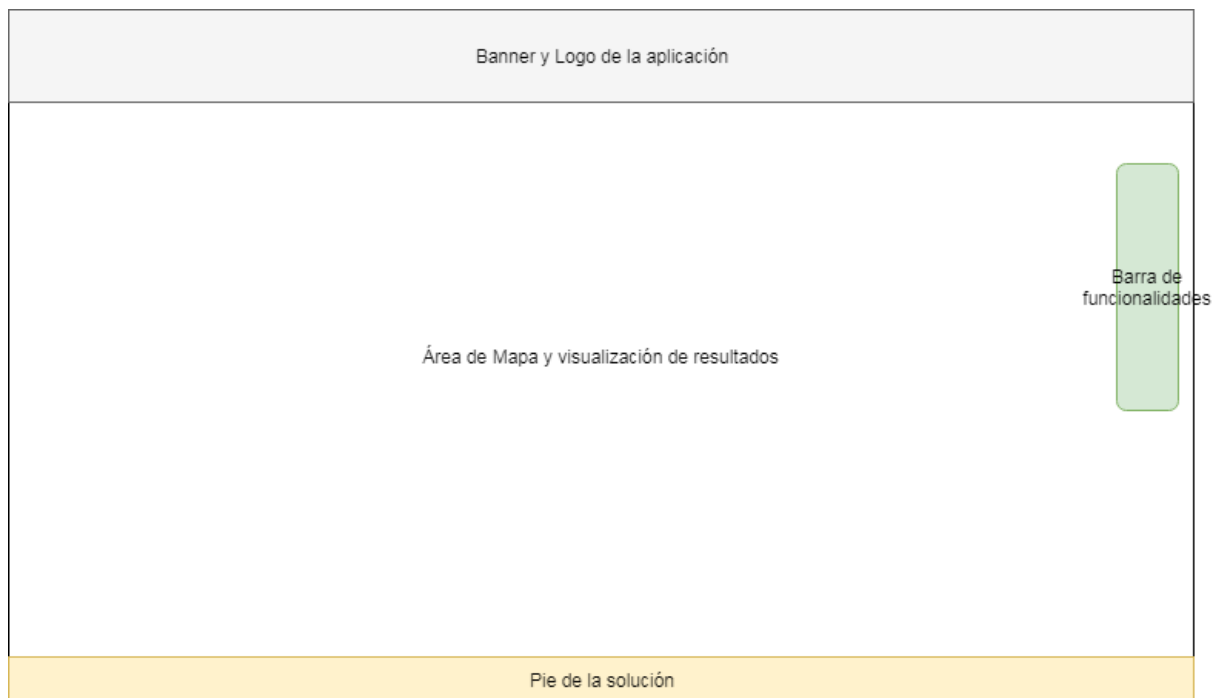 Banner y Logo de la aplicación
Barra de
funcionalidades
Área de Mapa y visualización de resultados
Pie de la solución